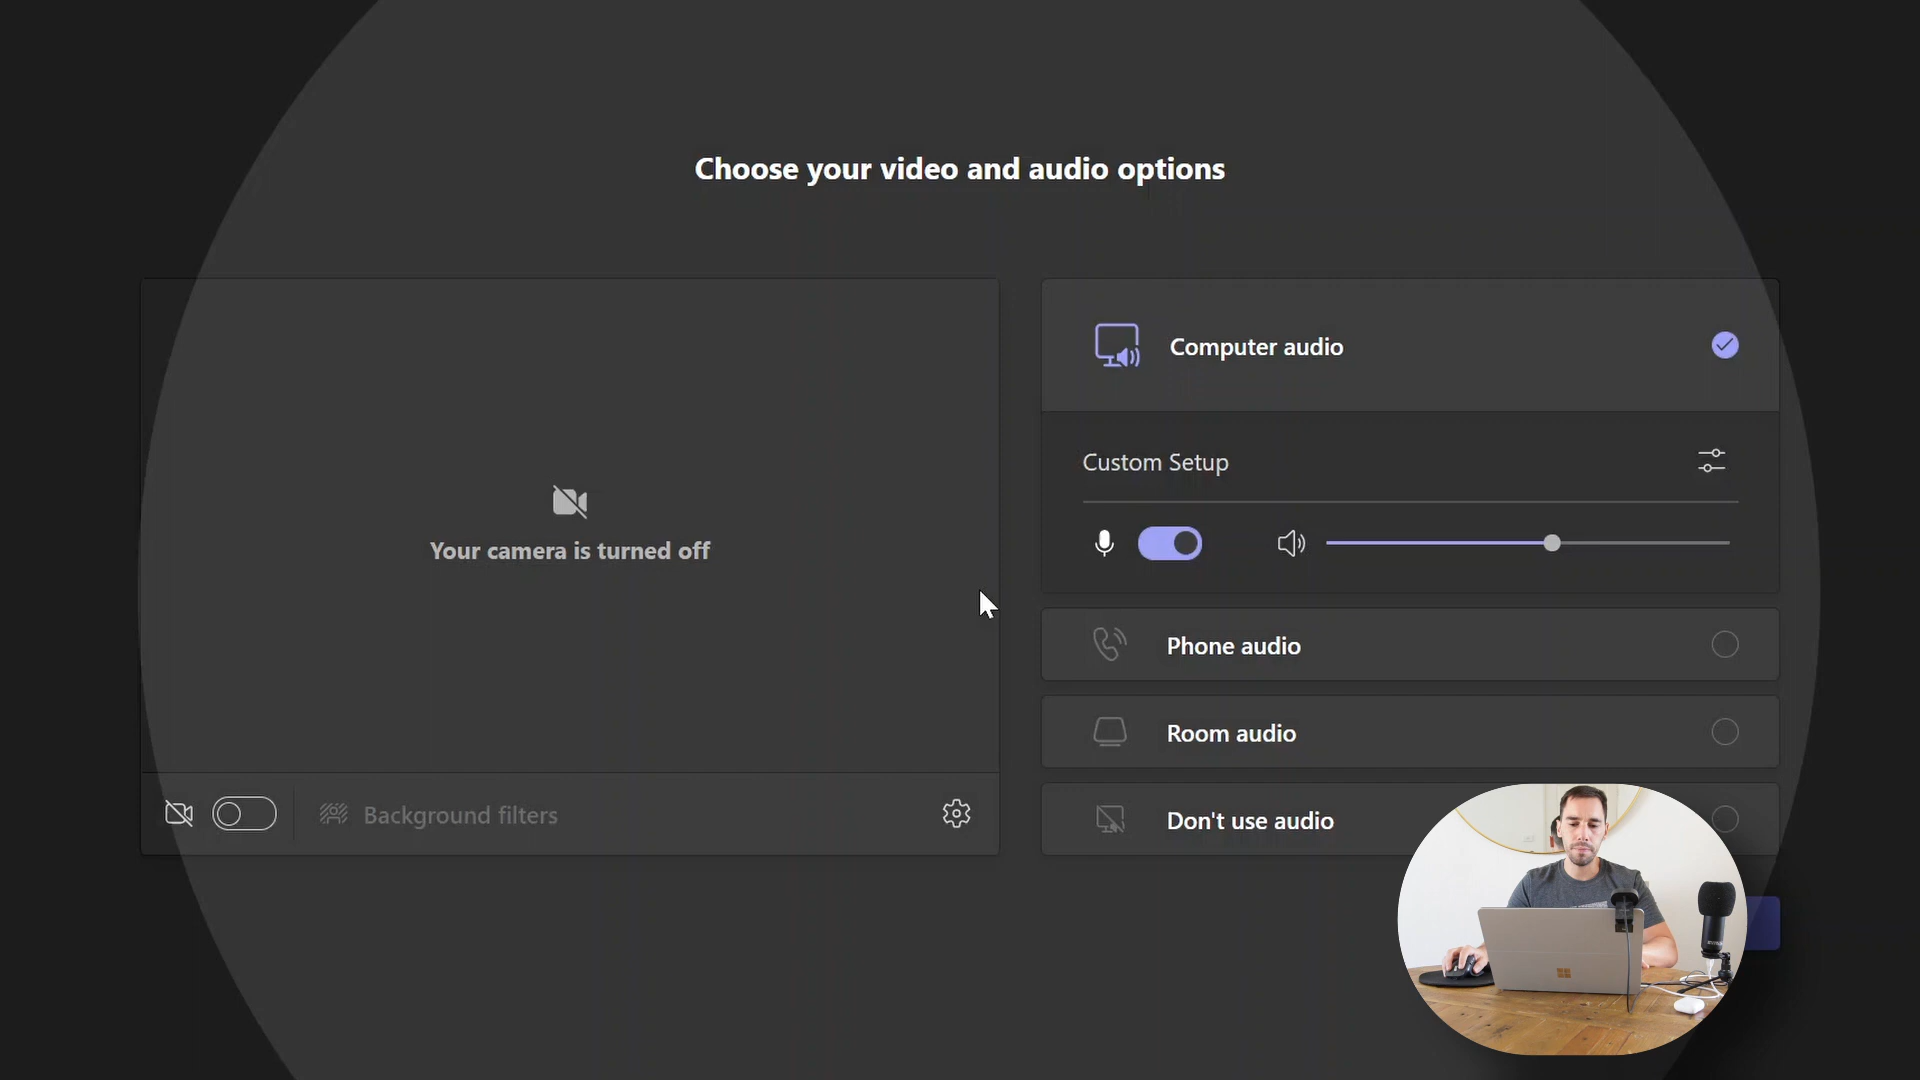 Choose your video and audio options
Your camera is turned off
Background filters
Computer audio
Custom Setup
Phone audio
Room audio
Don't use audio